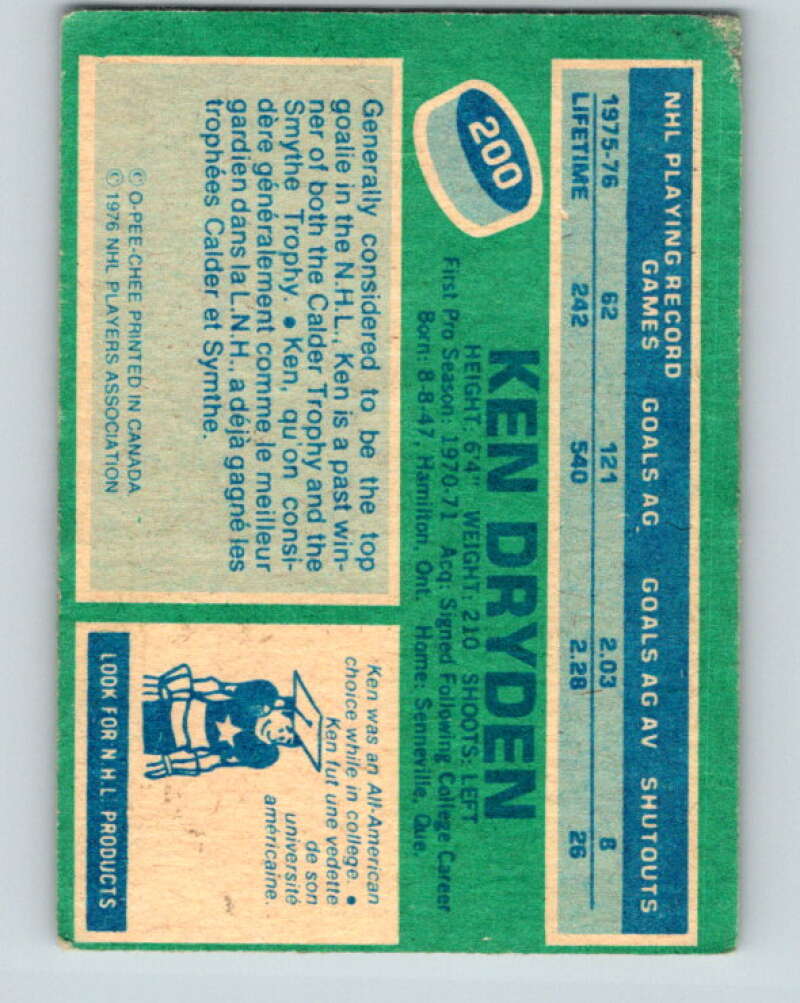 NHL PLAYING RECORD
GAMES GOALS AG. GOALS AG AV SHUTOUTS
1975-76 62 121 2.03 8
LIFETIME 242 540 2.28 26
200
KEN DRYDEN
HEIGHT: 6'4" WEIGHT: 210 SHOOTS: LEFT
First Pro Season: 1970-71 Acq: Signed Following College Career
Born: 8-8-47, Hamilton, Ont. Home: Senneville, Que.
Generally considered to be the top
goalie in the N.H.L., Ken is a past win-
ner of both the Calder Trophy and the
Smythe Trophy. • Ken, qu'on consi-
dère généralement comme le meilleur
gardien dans la L.N.H., a déjà gagné les
trophées Calder et Symthe.
© O-PEE-CHEE PRINTED IN CANADA
© 1976 NHL PLAYERS ASSOCIATION
Ken was an All-American
choice while in college. •
Ken fut une vedette
de son
université
américaine.
LOOK FOR N.H.L. PRODUCTS